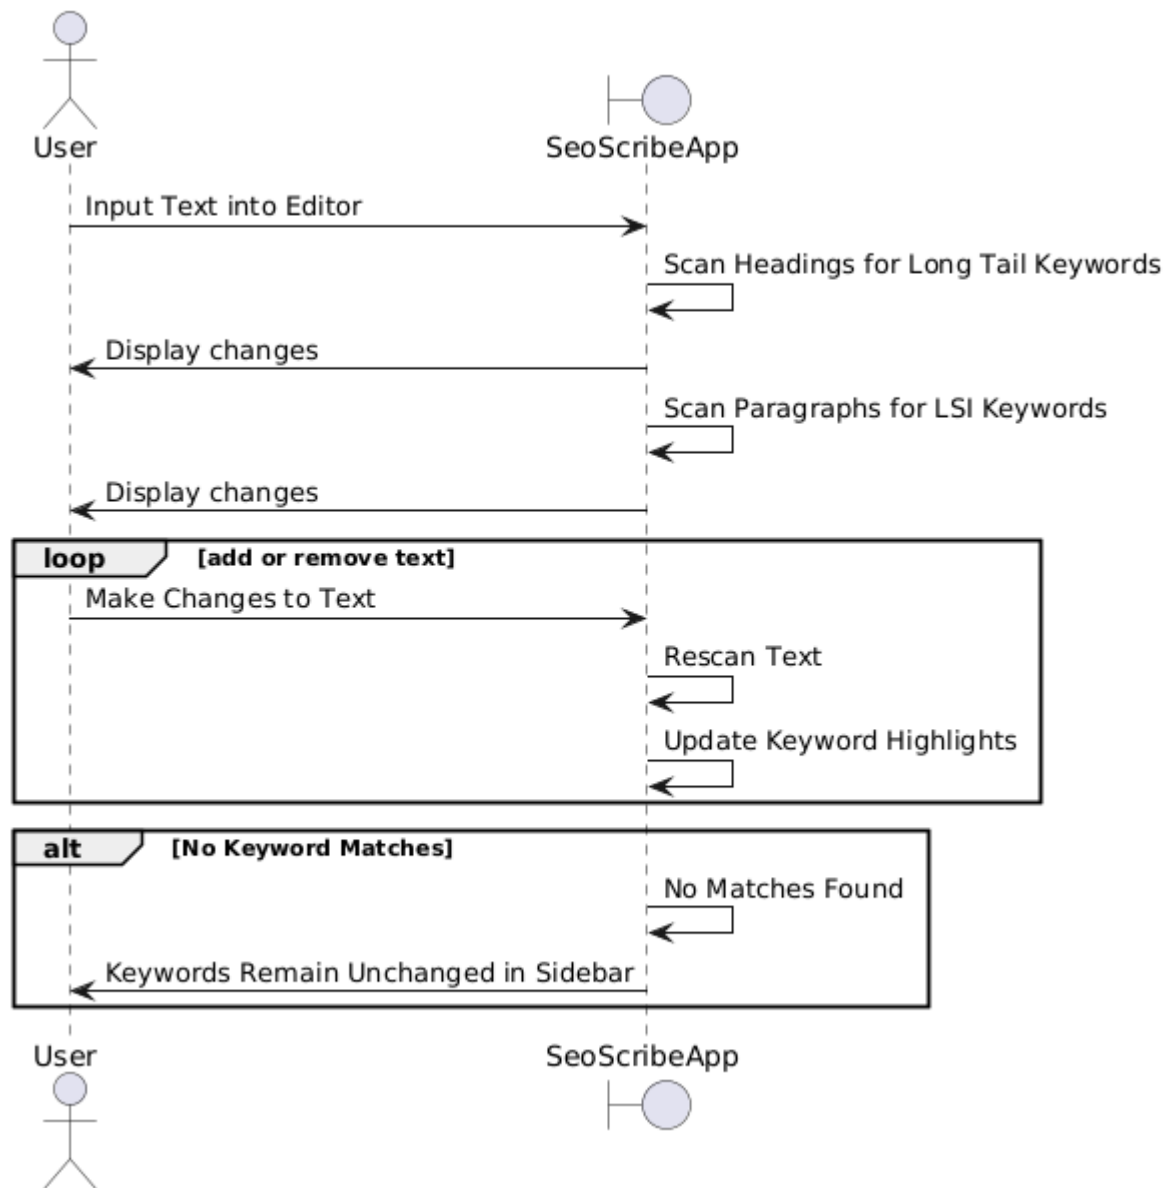 User
SeoScribeApp
Input Text into Editor
Scan Headings for Long Tail Keywords
Display changes
Scan Paragraphs for LSI Keywords
Display changes
loop [add or remove text]
Make Changes to Text
Rescan Text
Update Keyword Highlights
alt [No Keyword Matches]
No Matches Found
Keywords Remain Unchanged in Sidebar
User
SeoScribeApp